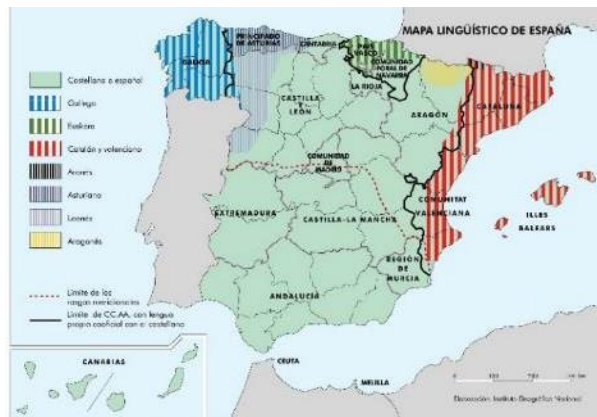 MAPA LINGÜÍSTICO DE ESPAÑA
PRINCIPADO
DE ASTURIAS
CANTABRIA
PAÍS
VASCO
COMUNIDAD
FORAL DE
NAVARRA
GALICIA
LA RIOJA
CASTILLA
Y
LEÓN
ARAGÓN
CATALUÑA
COMUNIDAD
DE
MADRID
COMUNITAT
VALENCIANA
ILLES
BALEARS
EXTREMADURA
CASTILLA-LA MANCHA
REGIÓN
DE
MURCIA
ANDALUCÍA
CEUTA
MELILLA
CANARIAS
Castellano o español
Gallego
Euskera
Catalán y valenciano
Aranés
Asturiano
Leonés
Aragonés
Límite de los
rasgos meridionales
Límite de CC.AA. con lengua
propia cooficial con el castellano
0
Elaboración: Instituto Geográfico Nacional